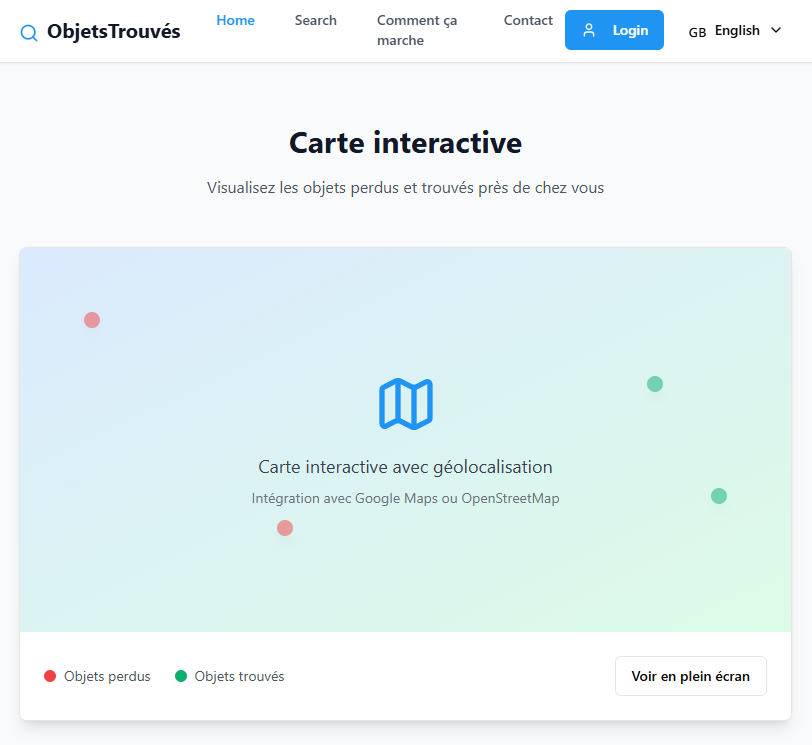 ObjetsTrouvés
Home
Search
Comment ça
marche
Contact
Login
GB English
Carte interactive
Visualisez les objets perdus et trouvés près de chez vous
Carte interactive avec géolocalisation
Intégration avec Google Maps ou OpenStreetMap
Objets perdus
Objets trouvés
Voir en plein écran